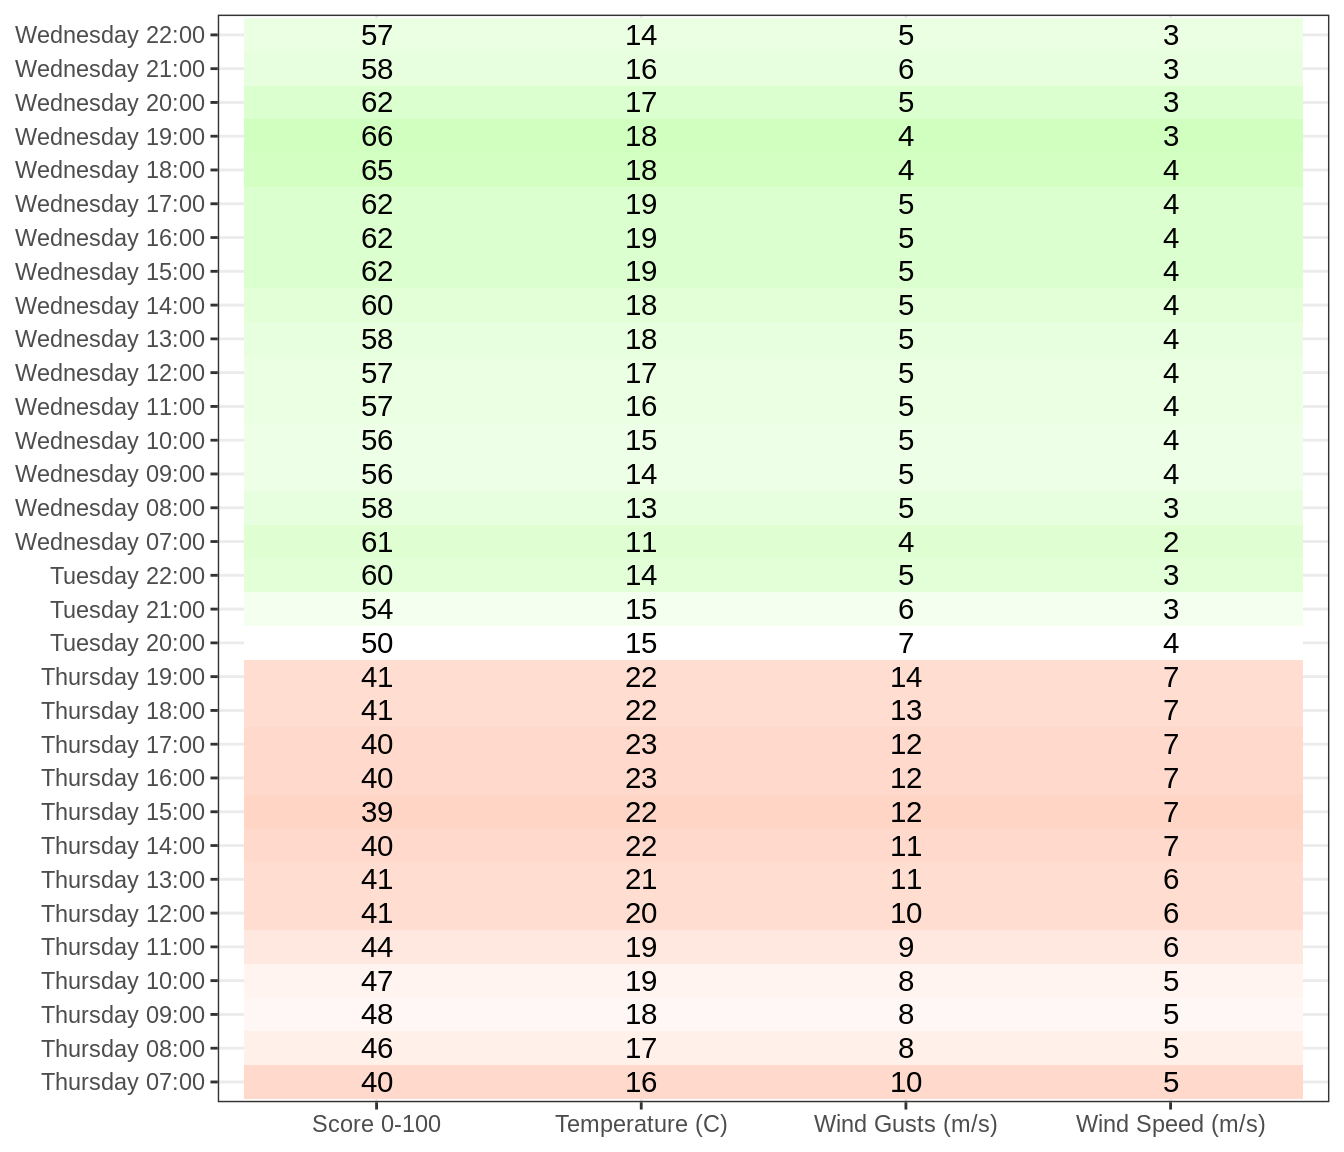 Wednesday 22:00 57 14 5 3
Wednesday 21:00 58 16 6 3
Wednesday 20:00 62 17 5 3
Wednesday 19:00 66 18 4 3
Wednesday 18:00 65 18 4 4
Wednesday 17:00 62 19 5 4
Wednesday 16:00 62 19 5 4
Wednesday 15:00 62 19 5 4
Wednesday 14:00 60 18 5 4
Wednesday 13:00 58 18 5 4
Wednesday 12:00 57 17 5 4
Wednesday 11:00 57 16 5 4
Wednesday 10:00 56 15 5 4
Wednesday 09:00 56 14 5 4
Wednesday 08:00 58 13 5 3
Wednesday 07:00 61 11 4 2
Tuesday 22:00 60 14 5 3
Tuesday 21:00 54 15 6 3
Tuesday 20:00 50 15 7 4
Thursday 19:00 41 22 14 7
Thursday 18:00 41 22 13 7
Thursday 17:00 40 23 12 7
Thursday 16:00 40 23 12 7
Thursday 15:00 39 22 12 7
Thursday 14:00 40 22 11 7
Thursday 13:00 41 21 11 6
Thursday 12:00 41 20 10 6
Thursday 11:00 44 19 9 6
Thursday 10:00 47 19 8 5
Thursday 09:00 48 18 8 5
Thursday 08:00 46 17 8 5
Thursday 07:00 40 16 10 5
Score 0-100 Temperature (C) Wind Gusts (m/s) Wind Speed (m/s)